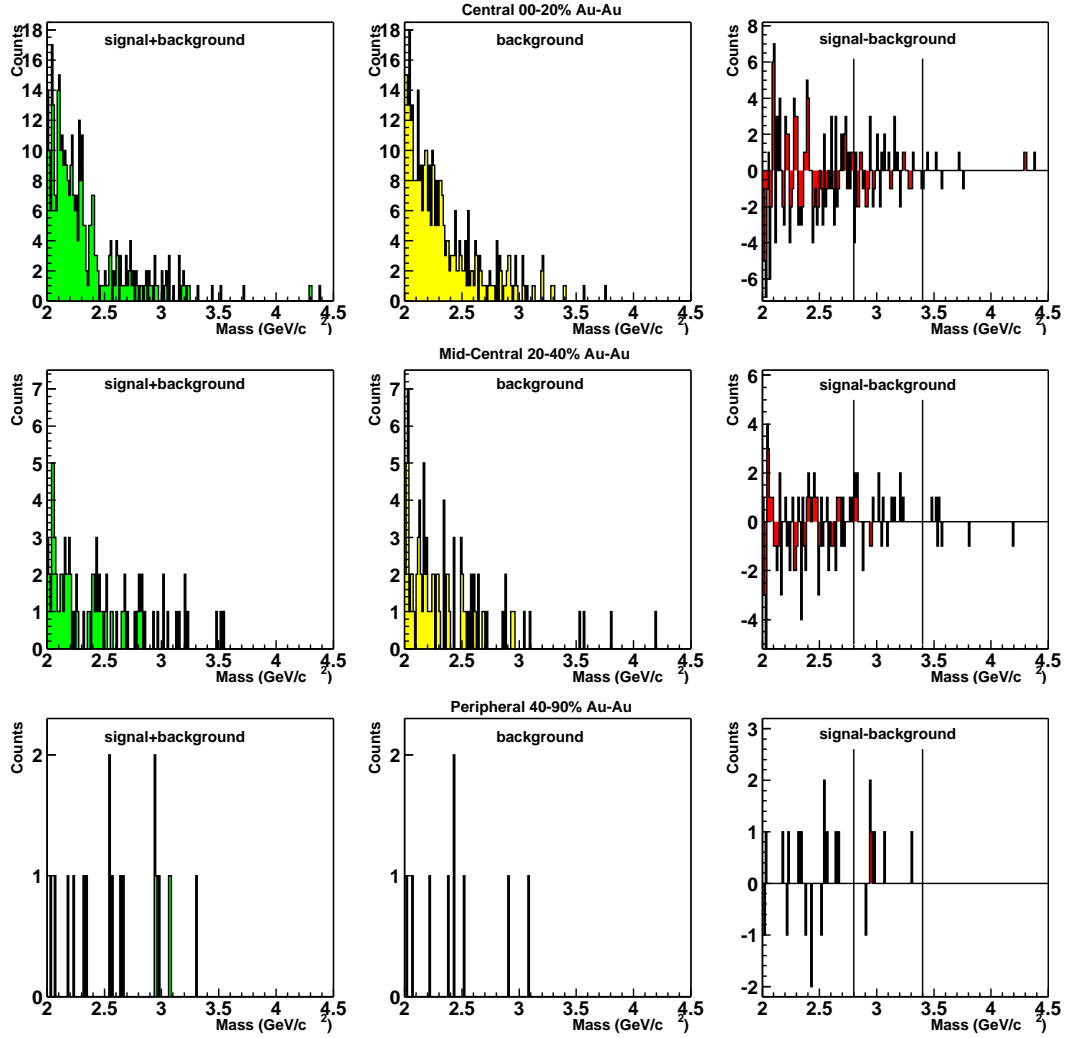 Central 00-20% Au-Au
signal+background
Counts
18
16
14
12
10
8
6
4
2
0
2 2.5 3 3.5 4 4.5
Mass (GeV/c 2)
background
Counts
18
16
14
12
10
8
6
4
2
0
2 2.5 3 3.5 4 4.5
Mass (GeV/c 2)
signal-background
Counts
8
6
4
2
0
-2
-4
-6
2 2.5 3 3.5 4 4.5
Mass (GeV/c 2)
Mid-Central 20-40% Au-Au
signal+background
Counts
7
6
5
4
3
2
1
0
2 2.5 3 3.5 4 4.5
Mass (GeV/c 2)
background
Counts
7
6
5
4
3
2
1
0
2 2.5 3 3.5 4 4.5
Mass (GeV/c 2)
signal-background
Counts
6
4
2
0
-2
-4
2 2.5 3 3.5 4 4.5
Mass (GeV/c 2)
Peripheral 40-90% Au-Au
signal+background
Counts
2
1
0
2 2.5 3 3.5 4 4.5
Mass (GeV/c 2)
background
Counts
2
1
0
2 2.5 3 3.5 4 4.5
Mass (GeV/c 2)
signal-background
Counts
3
2
1
0
-1
-2
2 2.5 3 3.5 4 4.5
Mass (GeV/c 2)